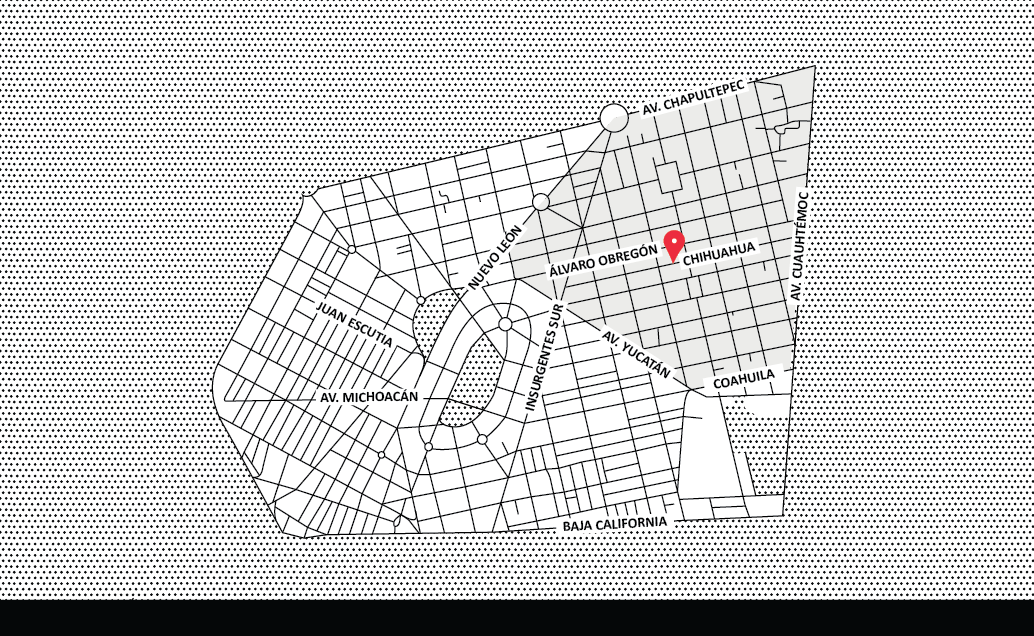 AV. CHAPULTEPEC
AV. CUAUHTÉMOC
NUEVO LEÓN
ÁLVARO OBREGÓN
CHIHUAHUA
JUAN ESCUTIA
INSURGENTES SUR
AV. YUCATÁN
COAHUILA
AV. MICHOACÁN
BAJA CALIFORNIA